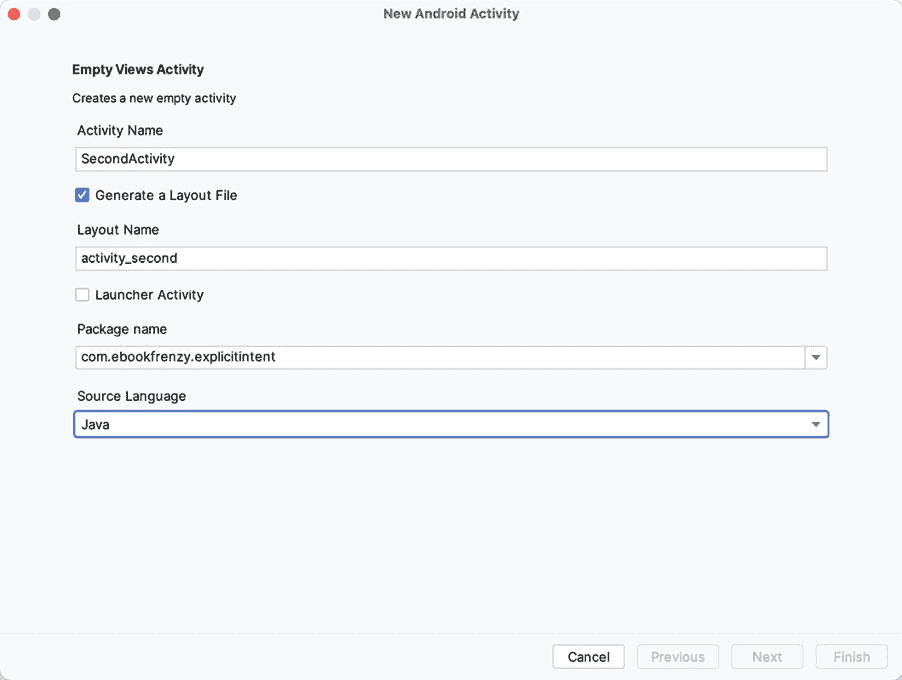 New Android Activity
Empty Views Activity
Creates a new empty activity
Activity Name
SecondActivity
Generate a Layout File
Layout Name
activity_second
Launcher Activity
Package name
com.ebookfrenzy.explicitintent
Source Language
Java
Cancel Previous Next Finish